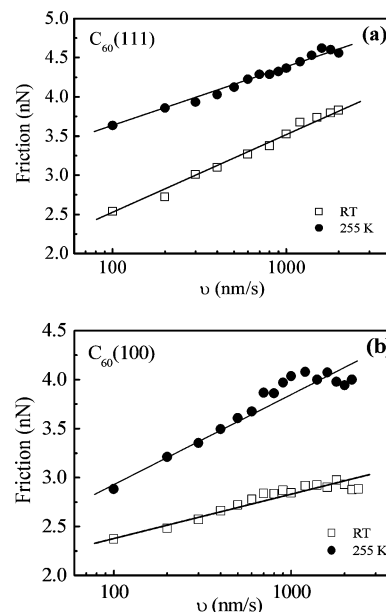 C60(111)
(a)
5.0
4.5
4.0
3.5
3.0
2.5
2.0
Friction (nN)
RT
255 K
100
1000
υ (nm/s)
C60(100)
(b)
4.5
4.0
3.5
3.0
2.5
2.0
Friction (nN)
RT
255 K
100
1000
υ (nm/s)